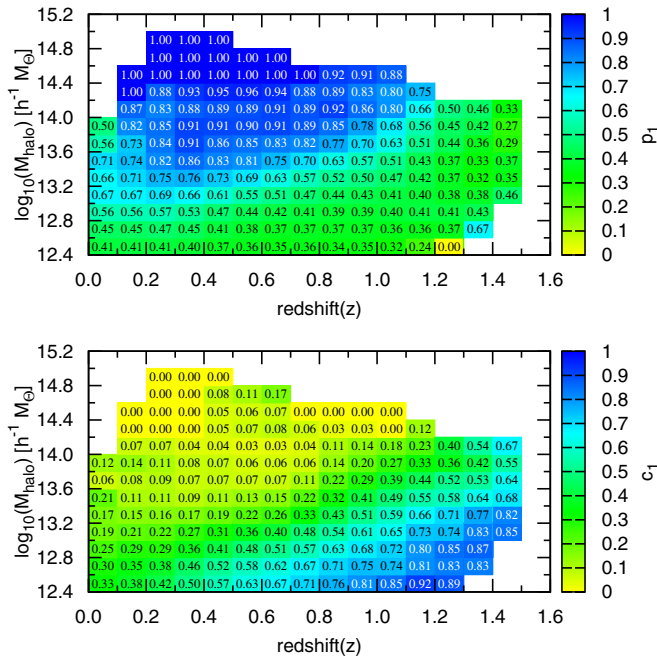 log₁₀(M_halo) [h⁻¹ M_Θ]
15.2
14.8
14.4
14.0
13.6
13.2
12.8
12.4
1.00 1.00 1.00
1.00 1.00 1.00 1.00 1.00
1.00 1.00 1.00 1.00 1.00 1.00 1.00 0.92 0.91 0.88
1.00 0.88 0.93 0.95 0.96 0.94 0.88 0.89 0.83 0.80 0.75
0.87 0.83 0.88 0.89 0.89 0.91 0.89 0.92 0.86 0.80 0.66 0.50 0.46 0.33
0.50 0.82 0.85 0.91 0.91 0.90 0.91 0.89 0.85 0.78 0.68 0.56 0.45 0.42 0.27
0.56 0.73 0.84 0.91 0.86 0.85 0.83 0.82 0.77 0.70 0.56 0.44 0.37 0.36 0.29
0.71 0.74 0.82 0.86 0.83 0.81 0.75 0.70 0.63 0.57 0.51 0.43 0.37 0.33 0.37
0.66 0.71 0.75 0.76 0.73 0.69 0.63 0.57 0.52 0.50 0.47 0.42 0.37 0.32 0.35
0.67 0.67 0.69 0.66 0.61 0.55 0.51 0.47 0.44 0.43 0.41 0.40 0.38 0.38 0.46
0.56 0.56 0.57 0.53 0.47 0.44 0.42 0.41 0.39 0.39 0.40 0.41 0.41 0.43
0.45 0.45 0.47 0.45 0.41 0.38 0.37 0.37 0.37 0.37 0.36 0.36 0.37 0.67
0.41 0.41 0.41 0.40 0.37 0.36 0.35 0.36 0.34 0.35 0.32 0.24 0.00
0.0 0.2 0.4 0.6 0.8 1.0 1.2 1.4 1.6
redshift(z)
1
0.9
0.8
0.7
0.6
0.5
0.4
0.3
0.2
0.1
0
p₁
log₁₀(M_halo) [h⁻¹ M_Θ]
15.2
14.8
14.4
14.0
13.6
13.2
12.8
12.4
0.00 0.00 0.00
0.00 0.00 0.08 0.11 0.17
0.00 0.00 0.00 0.05 0.06 0.07 0.00 0.00 0.00 0.00
0.00 0.00 0.00 0.05 0.07 0.08 0.06 0.03 0.03 0.00 0.12
0.07 0.07 0.04 0.04 0.03 0.03 0.04 0.11 0.14 0.18 0.23 0.40 0.54 0.67
0.12 0.14 0.11 0.08 0.07 0.06 0.06 0.06 0.14 0.20 0.27 0.33 0.36 0.42 0.55
0.06 0.08 0.09 0.07 0.07 0.07 0.07 0.11 0.22 0.29 0.39 0.44 0.52 0.53 0.64
0.21 0.11 0.11 0.09 0.11 0.13 0.15 0.22 0.32 0.41 0.49 0.55 0.58 0.64 0.68
0.17 0.15 0.16 0.17 0.19 0.22 0.26 0.33 0.43 0.51 0.58 0.66 0.71 0.77 0.82
0.19 0.21 0.22 0.27 0.31 0.36 0.40 0.48 0.54 0.61 0.65 0.73 0.74 0.83 0.85
0.25 0.29 0.29 0.36 0.41 0.48 0.51 0.57 0.63 0.68 0.72 0.80 0.85 0.87
0.30 0.35 0.38 0.46 0.52 0.58 0.62 0.67 0.71 0.75 0.74 0.81 0.83 0.83
0.33 0.38 0.42 0.50 0.57 0.63 0.67 0.71 0.76 0.81 0.85 0.92 0.89
0.0 0.2 0.4 0.6 0.8 1.0 1.2 1.4 1.6
redshift(z)
1
0.9
0.8
0.7
0.6
0.5
0.4
0.3
0.2
0.1
0
c₁